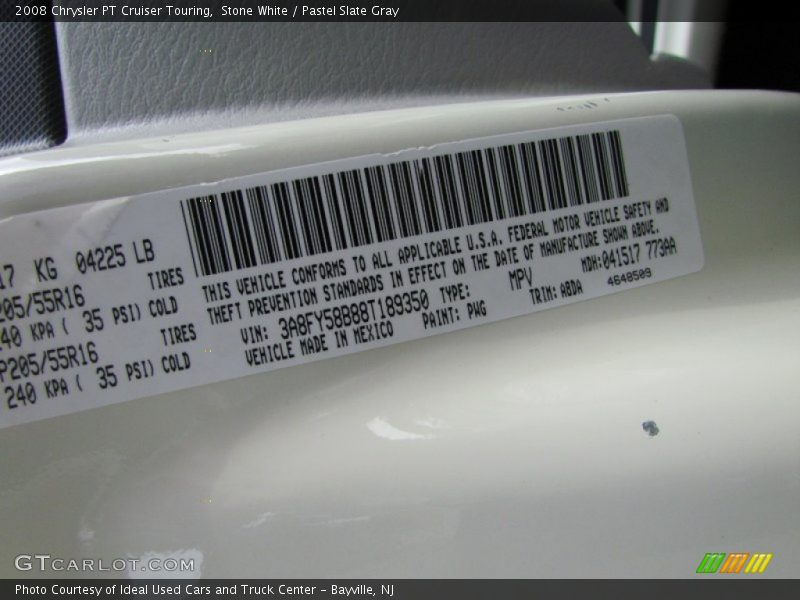 2008 Chrysler PT Cruiser Touring, Stone White / Pastel Slate Gray
17 KG 04225 LB
205/55R16 TIRES
240 KPA ( 35 PSI) COLD
P205/55R16 TIRES
240 KPA ( 35 PSI) COLD
THIS VEHICLE CONFORMS TO ALL APPLICABLE U.S.A. FEDERAL MOTOR VEHICLE SAFETY AND
THEFT PREVENTION STANDARDS IN EFFECT ON THE DATE OF MANUFACTURE SHOWN ABOVE.
VIN: 3A8FY58B88T189350 TYPE: MPV MDH:041517 773AA
VEHICLE MADE IN MEXICO PAINT: PWG TRIM: A8DA 4648509
GTCARLOT.COM
Photo Courtesy of Ideal Used Cars and Truck Center - Bayville, NJ